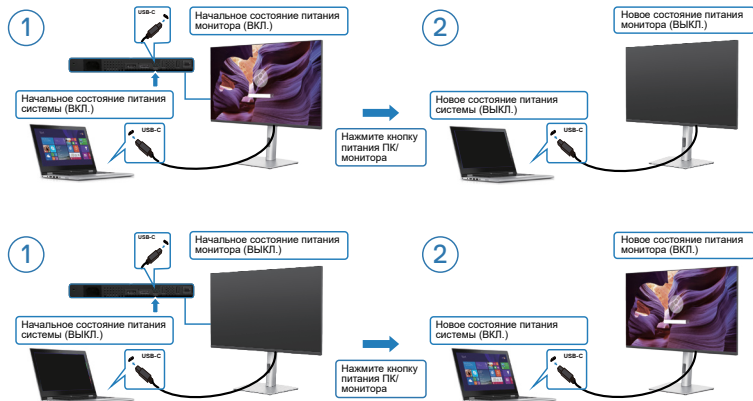 1
USB-C
Начальное состояние питания
монитора (ВКЛ.)
Начальное состояние питания
системы (ВКЛ.)
USB-C
Нажмите кнопку
питания ПК/
монитора
2
Новое состояние питания
монитора (ВЫКЛ.)
Новое состояние питания
системы (ВЫКЛ.)
USB-C
1
USB-C
Начальное состояние питания
монитора (ВЫКЛ.)
Начальное состояние питания
системы (ВЫКЛ.)
USB-C
Нажмите кнопку
питания ПК/
монитора
2
Новое состояние питания
монитора (ВКЛ.)
Новое состояние питания
системы (ВКЛ.)
USB-C